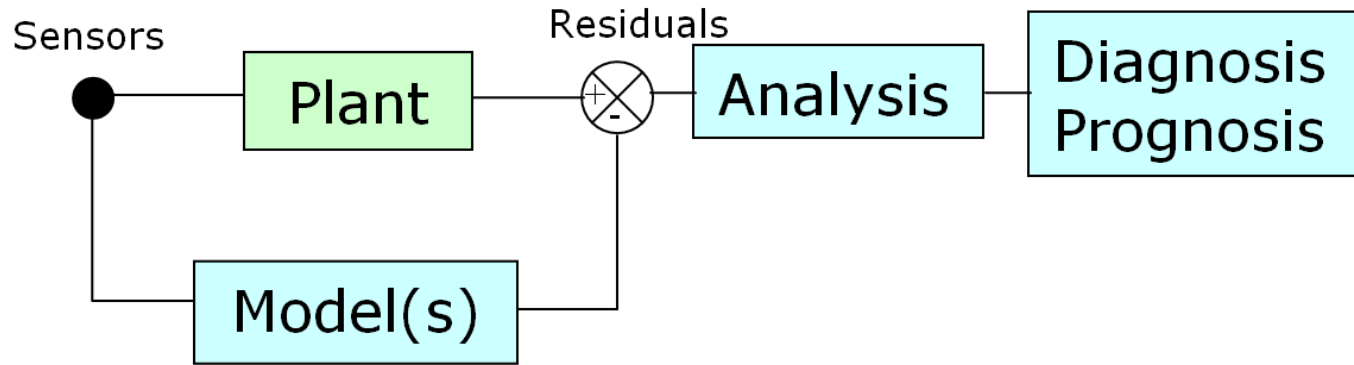 Sensors
Residuals
Plant
+
-
Analysis
Diagnosis
Prognosis
Model(s)